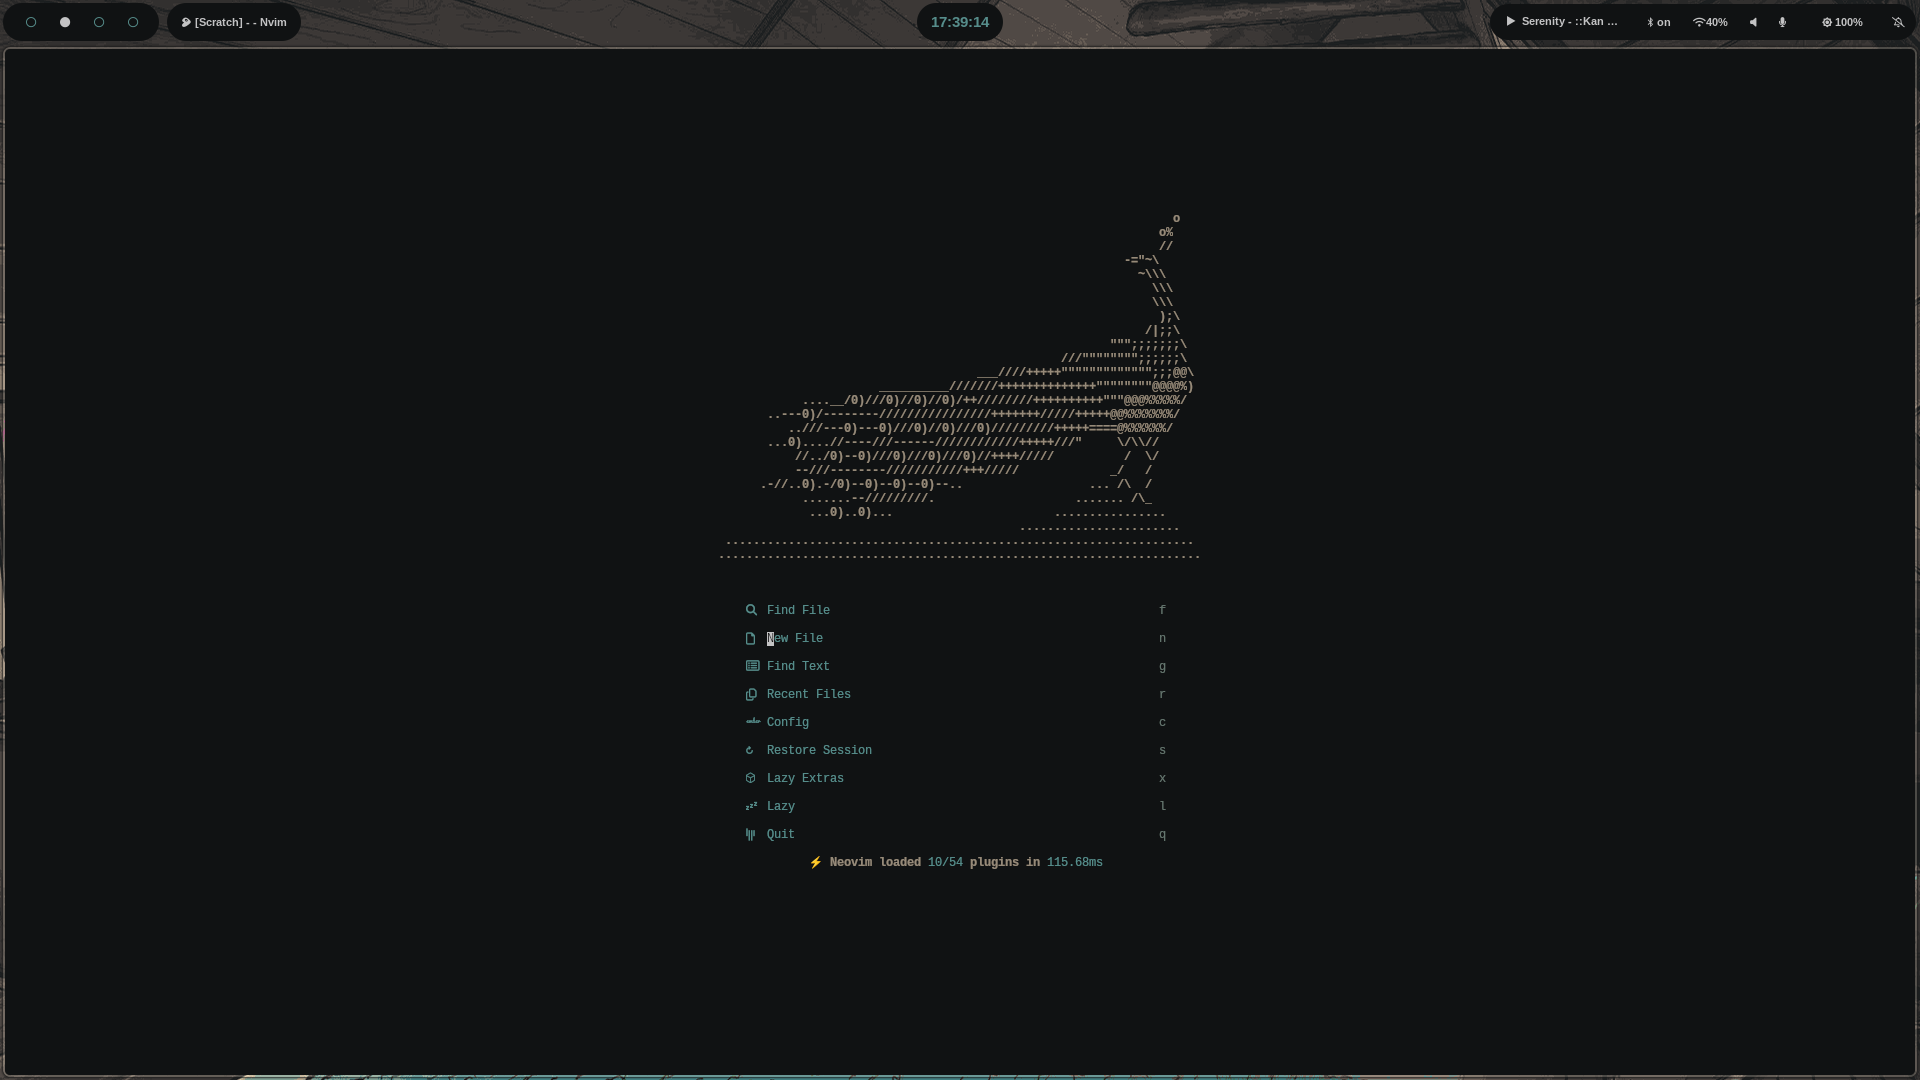 [Scratch] - - Nvim
17:39:14
Serenity - ::Kan ...
on
40%
100%
Find File f
New File n
Find Text g
Recent Files r
Config c
Restore Session s
Lazy Extras x
Lazy l
Quit q
⚡ Neovim loaded 10/54 plugins in 115.68ms